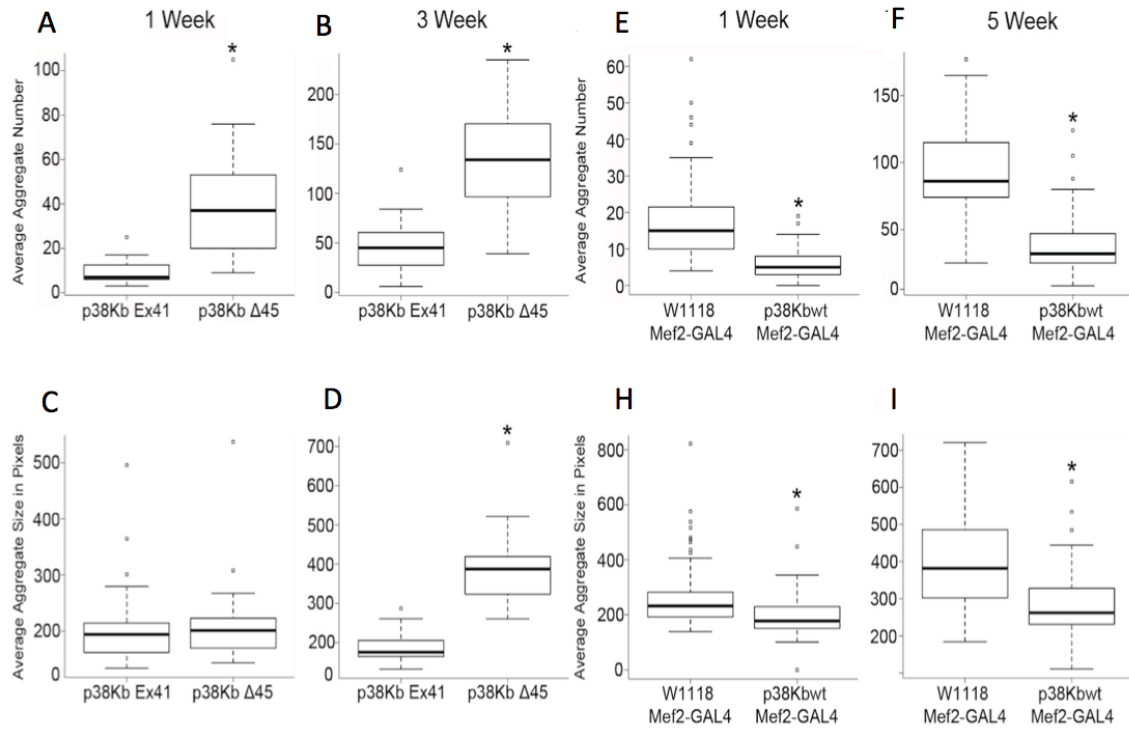 A
1 Week
B
3 Week
E
1 Week
F
5 Week
Average Aggregate Number
100
80
60
40
20
0
*
p38Kb Ex41
p38Kb Δ45
200
150
100
50
0
*
p38Kb Ex41
p38Kb Δ45
Average Aggregate Number
60
50
40
30
20
10
0
*
W1118
Mef2-GAL4
p38Kbwt
Mef2-GAL4
150
100
50
0
*
W1118
Mef2-GAL4
p38Kbwt
Mef2-GAL4
C
D
H
I
Average Aggregate Size in Pixels
500
400
300
200
0
p38Kb Ex41
p38Kb Δ45
700
600
500
400
300
200
0
*
p38Kb Ex41
p38Kb Δ45
Average Aggregate Size in Pixels
800
600
400
200
0
*
W1118
Mef2-GAL4
p38Kbwt
Mef2-GAL4
700
600
500
400
300
200
*
W1118
Mef2-GAL4
p38Kbwt
Mef2-GAL4